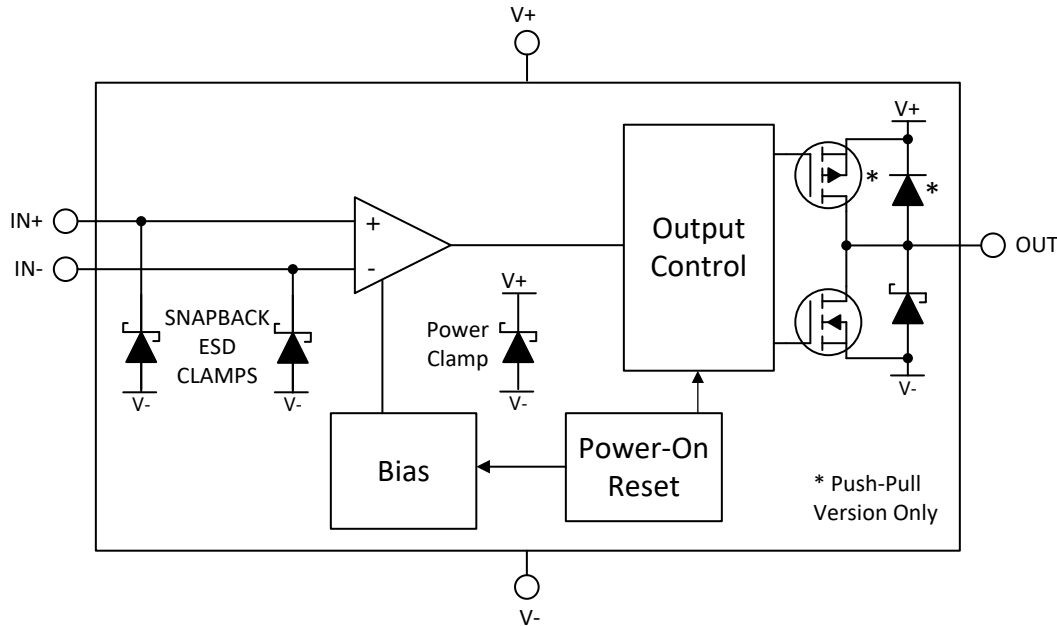 V+
IN+
IN-
+
-
SNAPBACK
ESD
CLAMPS
V-
V-
V+
Power
Clamp
V-
Bias
Power-On
Reset
Output
Control
V+
*
*
OUT
V-
* Push-Pull
Version Only
V-